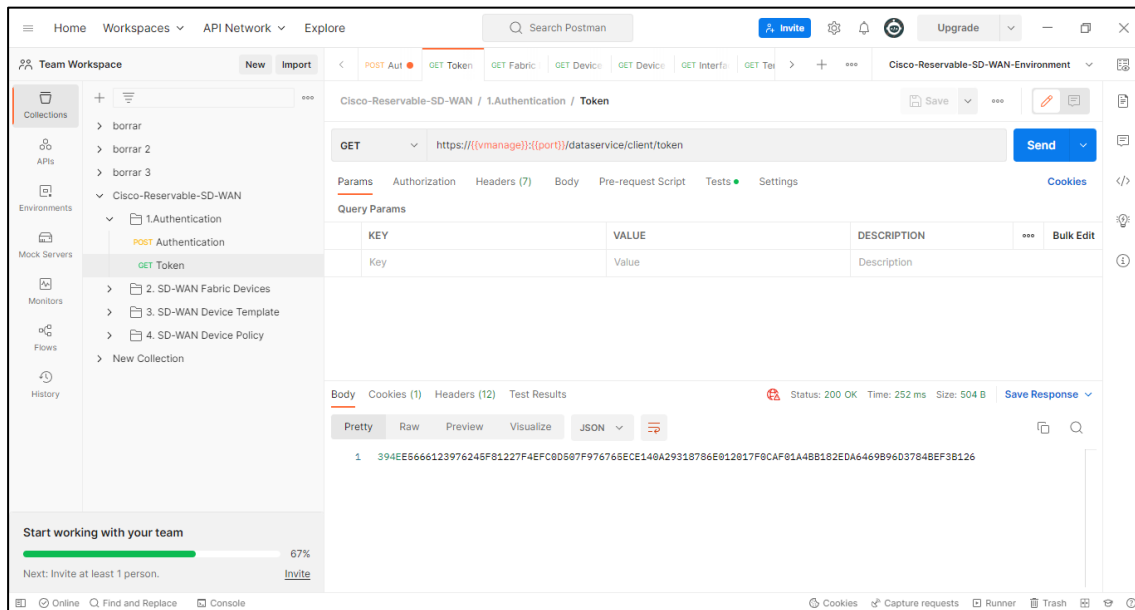 Home Workspaces API Network Explore Search Postman Invite Upgrade
Team Workspace New Import POST Aut GET Token GET Fabric GET Device GET Device GET Interfa GET Ter Cisco-Reservable-SD-WAN-Environment
Collections
APIs
Environments
Mock Servers
Monitors
Flows
History
borrar
borrar 2
borrar 3
Cisco-Reservable-SD-WAN
1.Authentication
POST Authentication
GET Token
2. SD-WAN Fabric Devices
3. SD-WAN Device Template
4. SD-WAN Device Policy
New Collection
Start working with your team
67%
Next: Invite at least 1 person. Invite
Cisco-Reservable-SD-WAN / 1.Authentication / Token Save
GET https://{{vmanage}}:{{port}}/dataservice/client/token Send
Params Authorization Headers (7) Body Pre-request Script Tests Settings Cookies
Query Params
KEY VALUE DESCRIPTION Bulk Edit
Key Value Description
Body Cookies (1) Headers (12) Test Results Status: 200 OK Time: 252 ms Size: 504 B Save Response
Pretty Raw Preview Visualize JSON
1 394EE5666123976245F81227F4EFC0D507F976765ECE140A29318786E012017F0CAF01A4BB182EDA6469B96D3784BEF3B126
Online Find and Replace Console Cookies Capture requests Runner Trash